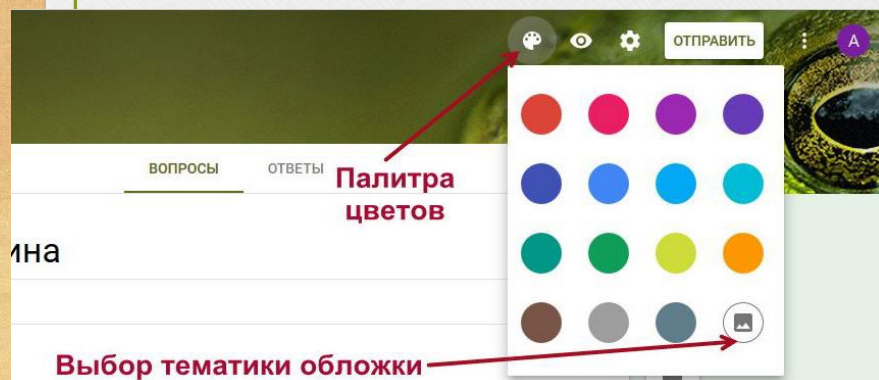 ОТПРАВИТЬ
A
ВОПРОСЫ ОТВЕТЫ
Палитра
цветов
ина
Выбор тематики обложки